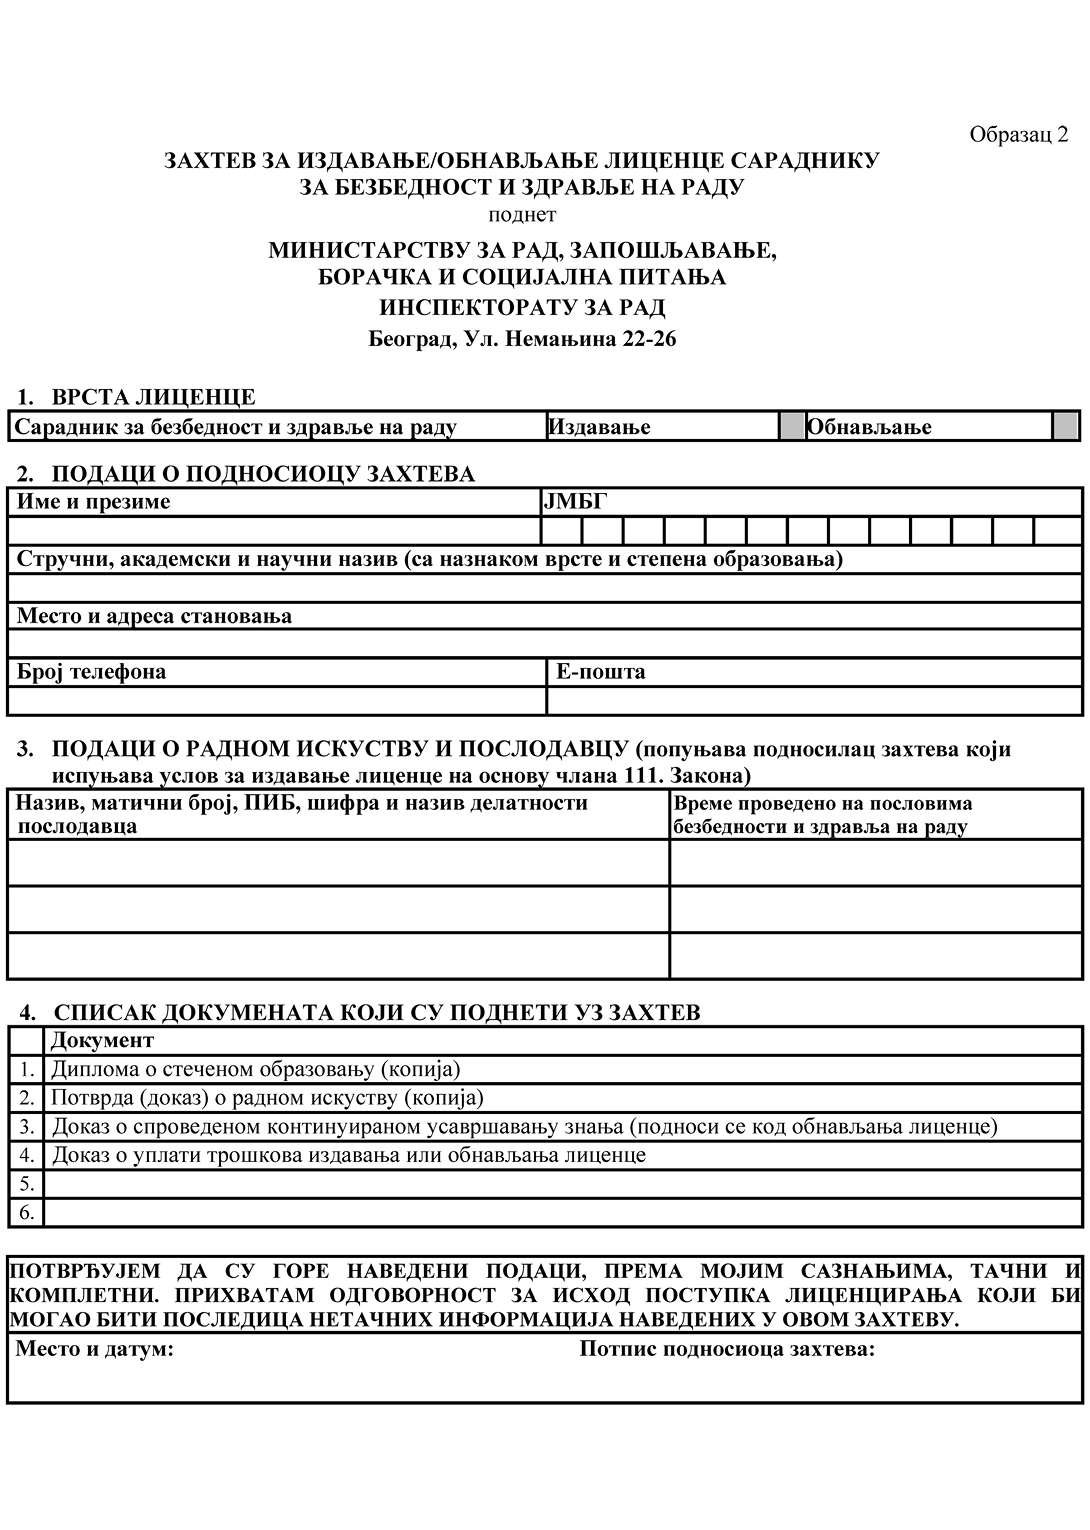 Образац 2
ЗАХТЕВ ЗА ИЗДАВАЊЕ/ОБНАВЉАЊЕ ЛИЦЕНЦЕ САРАДНИКУ
ЗА БЕЗБЕДНОСТ И ЗДРАВЉЕ НА РАДУ
поднет
МИНИСТАРСТВУ ЗА РАД, ЗАПОШЉАВАЊЕ,
БОРАЧКА И СОЦИЈАЛНА ПИТАЊА
ИНСПЕКТОРАТУ ЗА РАД
Београд, Ул. Немањина 22-26
1. ВРСТА ЛИЦЕНЦЕ
Сарадник за безбедност и здравље на раду Издавање Обнављање
2. ПОДАЦИ О ПОДНОСИОЦУ ЗАХТЕВА
Име и презиме ЈМБГ
Стручни, академски и научни назив (са назнаком врсте и степена образовања)
Место и адреса становања
Број телефона Е-пошта
3. ПОДАЦИ О РАДНОМ ИСКУСТВУ И ПОСЛОДАВЦУ (попуњава подносилац захтева који
испуњава услов за издавање лиценце на основу члана 111. Закона)
Назив, матични број, ПИБ, шифра и назив делатности
послодавца
Време проведено на пословима
безбедности и здравља на раду
4. СПИСАК ДОКУМЕНАТА КОЈИ СУ ПОДНЕТИ УЗ ЗАХТЕВ
Документ
1. Диплома о стеченом образовању (копија)
2. Потврда (доказ) о радном искуству (копија)
3. Доказ о спроведеном континуираном усавршавању знања (подноси се код обнављања лиценце)
4. Доказ о уплати трошкова издавања или обнављања лиценце
5.
6.
ПОТВРЂУЈЕМ ДА СУ ГОРЕ НАВЕДЕНИ ПОДАЦИ, ПРЕМА МОЈИМ САЗНАЊИМА, ТАЧНИ И
КОМПЛЕТНИ. ПРИХВАТАМ ОДГОВОРНОСТ ЗА ИСХОД ПОСТУПКА ЛИЦЕНЦИРАЊА КОЈИ БИ
МОГАО БИТИ ПОСЛЕДИЦА НЕТАЧНИХ ИНФОРМАЦИЈА НАВЕДЕНИХ У ОВОМ ЗАХТЕВУ.
Место и датум: Потпис подносиоца захтева: